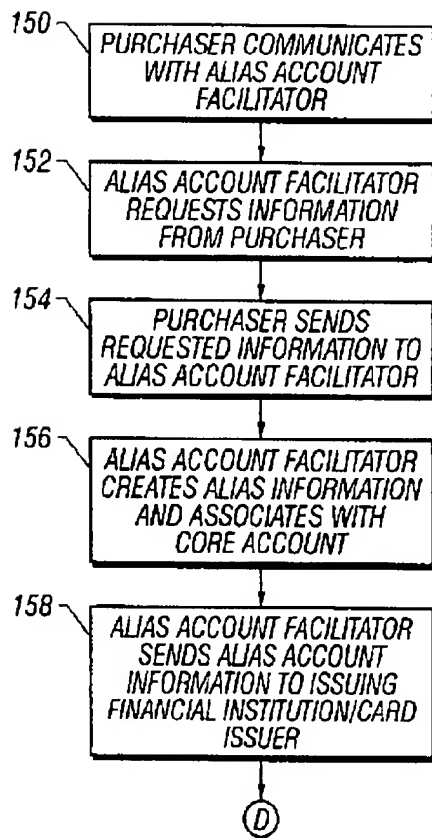 150
PURCHASER COMMUNICATES
WITH ALIAS ACCOUNT
FACILITATOR
152
ALIAS ACCOUNT FACILITATOR
REQUESTS INFORMATION
FROM PURCHASER
154
PURCHASER SENDS
REQUESTED INFORMATION TO
ALIAS ACCOUNT FACILITATOR
156
ALIAS ACCOUNT FACILITATOR
CREATES ALIAS INFORMATION
AND ASSOCIATES WITH
CORE ACCOUNT
158
ALIAS ACCOUNT FACILITATOR
SENDS ALIAS ACCOUNT
INFORMATION TO ISSUING
FINANCIAL INSTITUTION/CARD
ISSUER
D